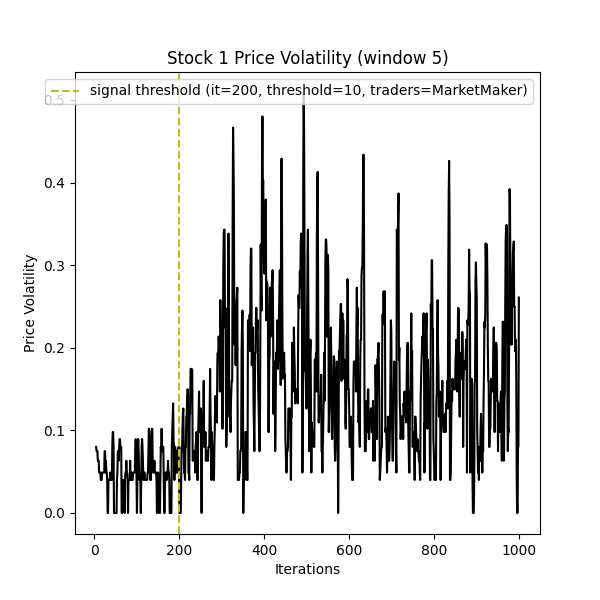 Stock 1 Price Volatility (window 5)
signal threshold (it=200, threshold=10, traders=MarketMaker)
0.5
0.4
0.3
0.2
0.1
0.0
Price Volatility
0 200 400 600 800 1000
Iterations